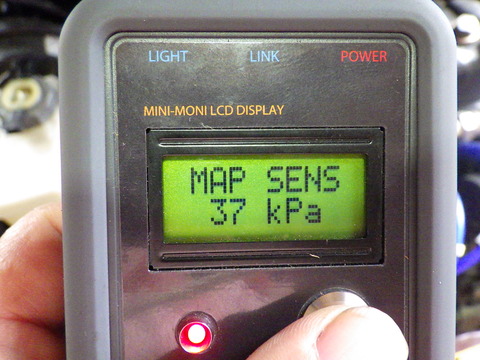 LIGHT LINK POWER
MINI-MONI LCD DISPLAY
MAP SENS
37 kPa